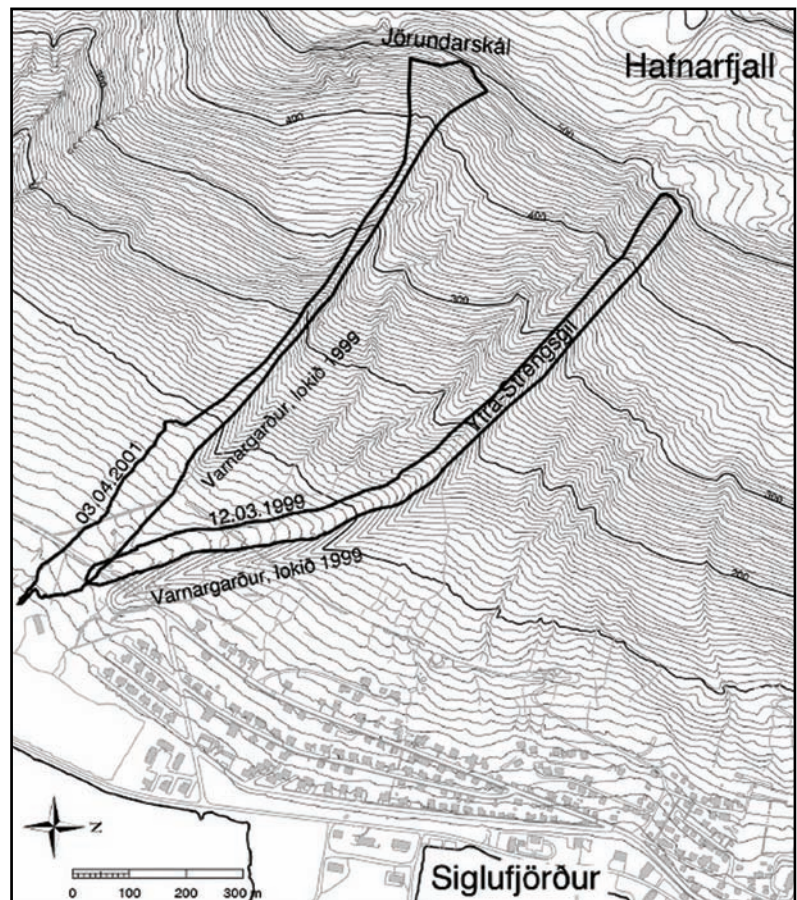 Jörundarskál
Hafnarfjall
400
500
400
300
Ytra-Strengsgil
Varnargarður, lokið 1999
03.04.2001
12.03.1999
300
Varnargarður, lokið 1999
200
N
0 100 200 300 m
Siglufjörður